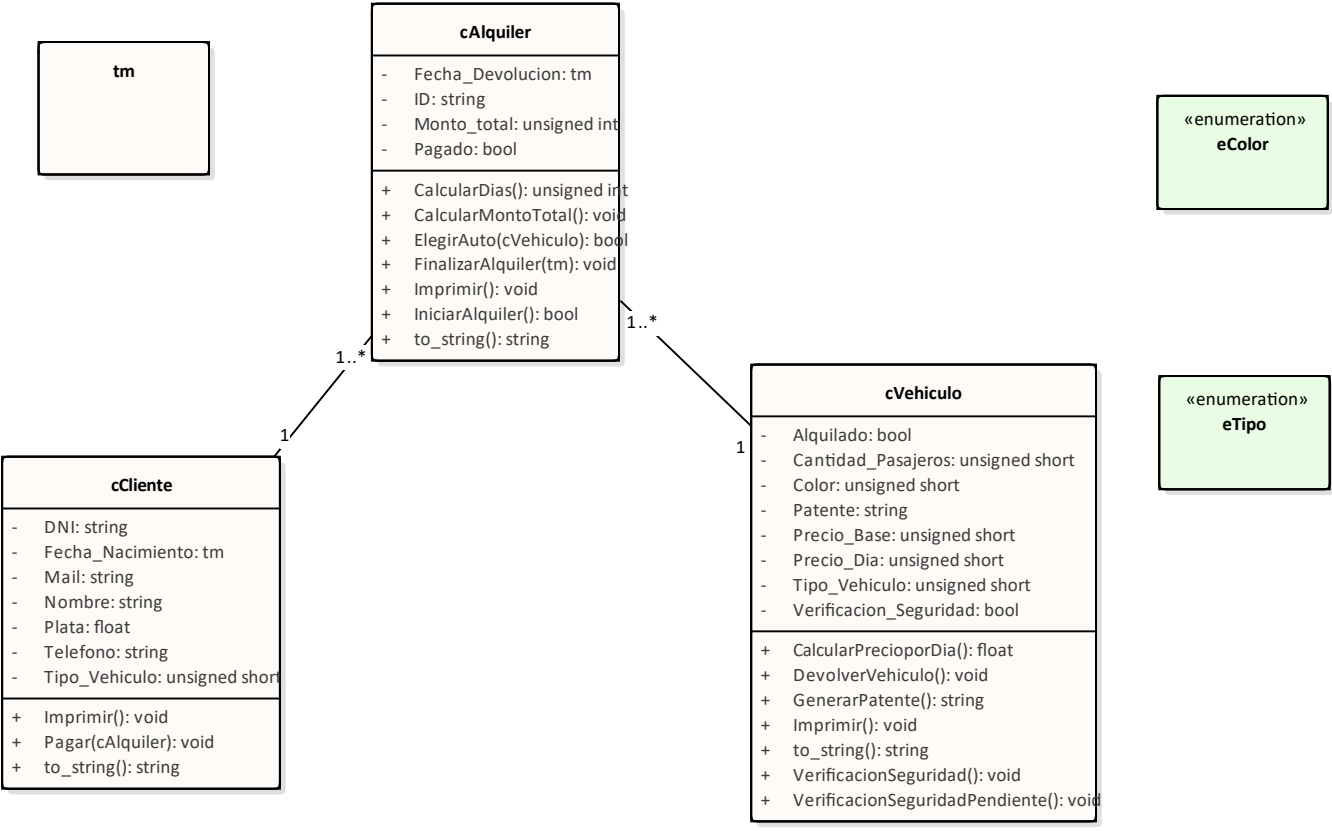 tm
cAlquiler
- Fecha_Devolucion: tm
- ID: string
- Monto_total: unsigned int
- Pagado: bool
+ CalcularDias(): unsigned int
+ CalcularMontoTotal(): void
+ ElegirAuto(cVehiculo): bool
+ FinalizarAlquiler(tm): void
+ Imprimir(): void
+ IniciarAlquiler(): bool
+ to_string(): string
«enumeration»
eColor
1..*
1
1..*
1
cCliente
- DNI: string
- Fecha_Nacimiento: tm
- Mail: string
- Nombre: string
- Plata: float
- Telefono: string
- Tipo_Vehiculo: unsigned short
+ Imprimir(): void
+ Pagar(cAlquiler): void
+ to_string(): string
cVehiculo
- Alquilado: bool
- Cantidad_Pasajeros: unsigned short
- Color: unsigned short
- Patente: string
- Precio_Base: unsigned short
- Precio_Dia: unsigned short
- Tipo_Vehiculo: unsigned short
- Verificacion_Seguridad: bool
+ CalcularPrecioporDia(): float
+ DevolverVehiculo(): void
+ GenerarPatente(): string
+ Imprimir(): void
+ to_string(): string
+ VerificacionSeguridad(): void
+ VerificacionSeguridadPendiente(): void
«enumeration»
eTipo